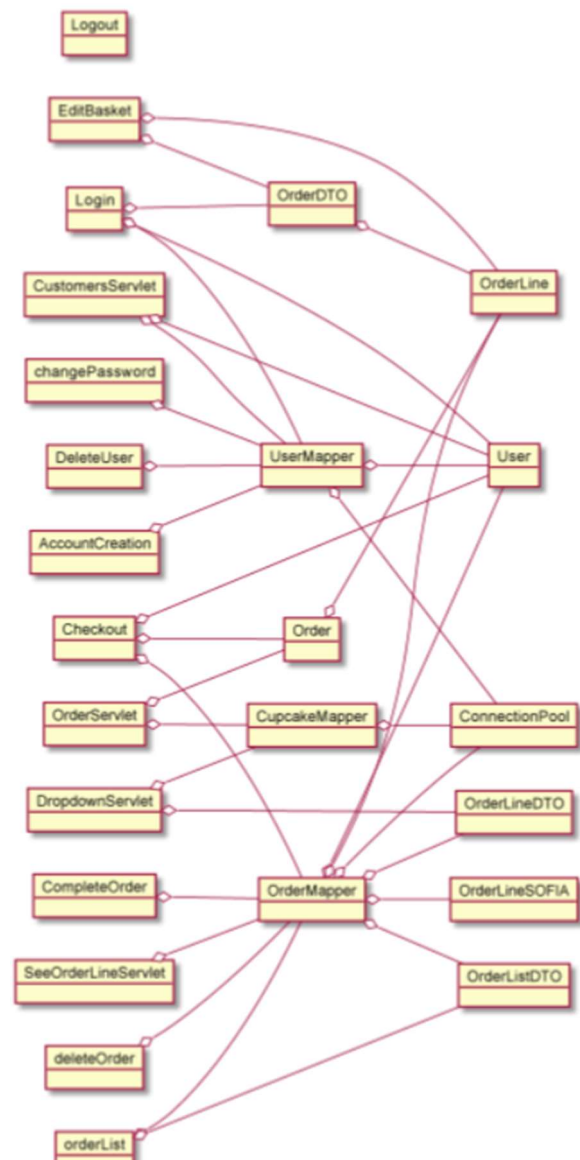 Logout
EditBasket
Login
OrderDTO
CustomersServlet
OrderLine
changePassword
DeleteUser
UserMapper
User
AccountCreation
Checkout
Order
OrderServlet
CupcakeMapper
ConnectionPool
DropdownServlet
OrderLineDTO
CompleteOrder
OrderMapper
OrderLineSOFIA
SeeOrderLineServlet
OrderListDTO
deleteOrder
orderList